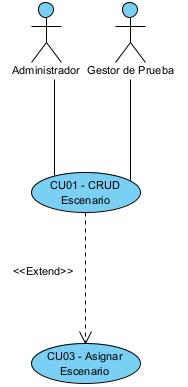 Administrador
Gestor de Prueba
CU01 - CRUD
Escenario
<<Extend>>
CU03 - Asignar
Escenario